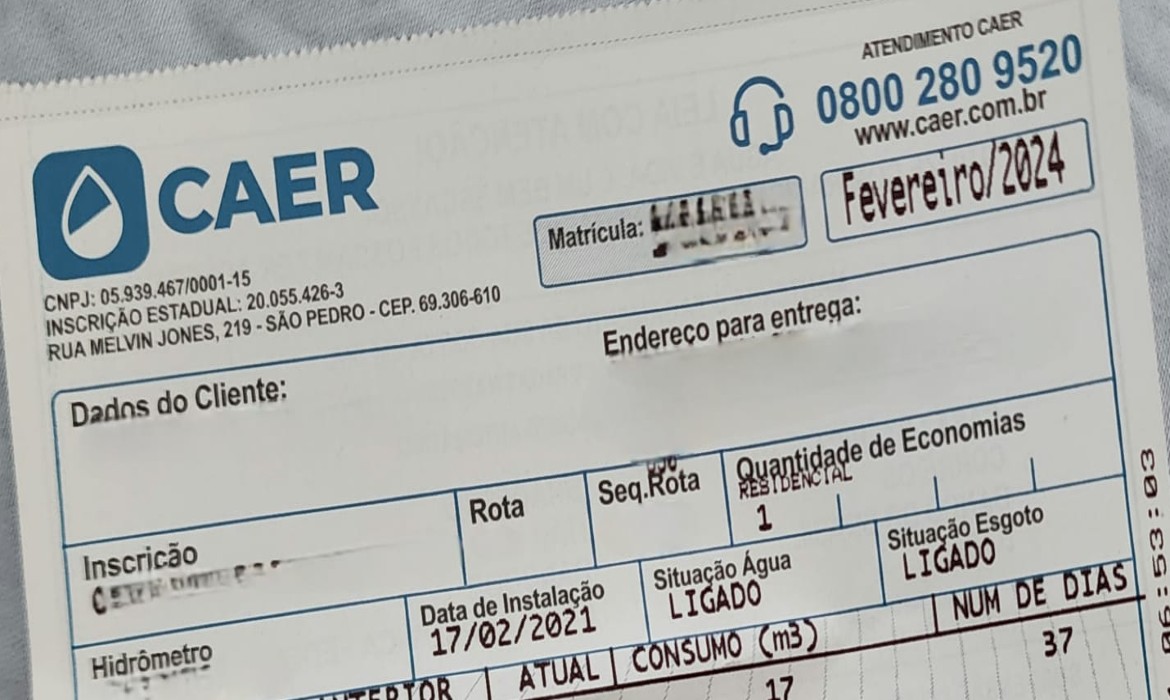 ATENDIMENTO CAER
0800 280 9520
www.caer.com.br
CAER
Matrícula:
Fevereiro/2024
CNPJ: 05.939.467/0001-15
INSCRIÇÃO ESTADUAL: 20.055.426-3
RUA MELVIN JONES, 219 - SÃO PEDRO - CEP. 69.306-610
Dados do Cliente:
Endereço para entrega:
Inscrição
Rota
Seq.Rota
Quantidade de Economias
RESIDENCIAL
1
Hidrômetro
Data de Instalação
17/02/2021
Situação Água
LIGADO
Situação Esgoto
LIGADO
ATUAL
CONSUMO (m3)
NUM DE DIAS
17
37
:53:03